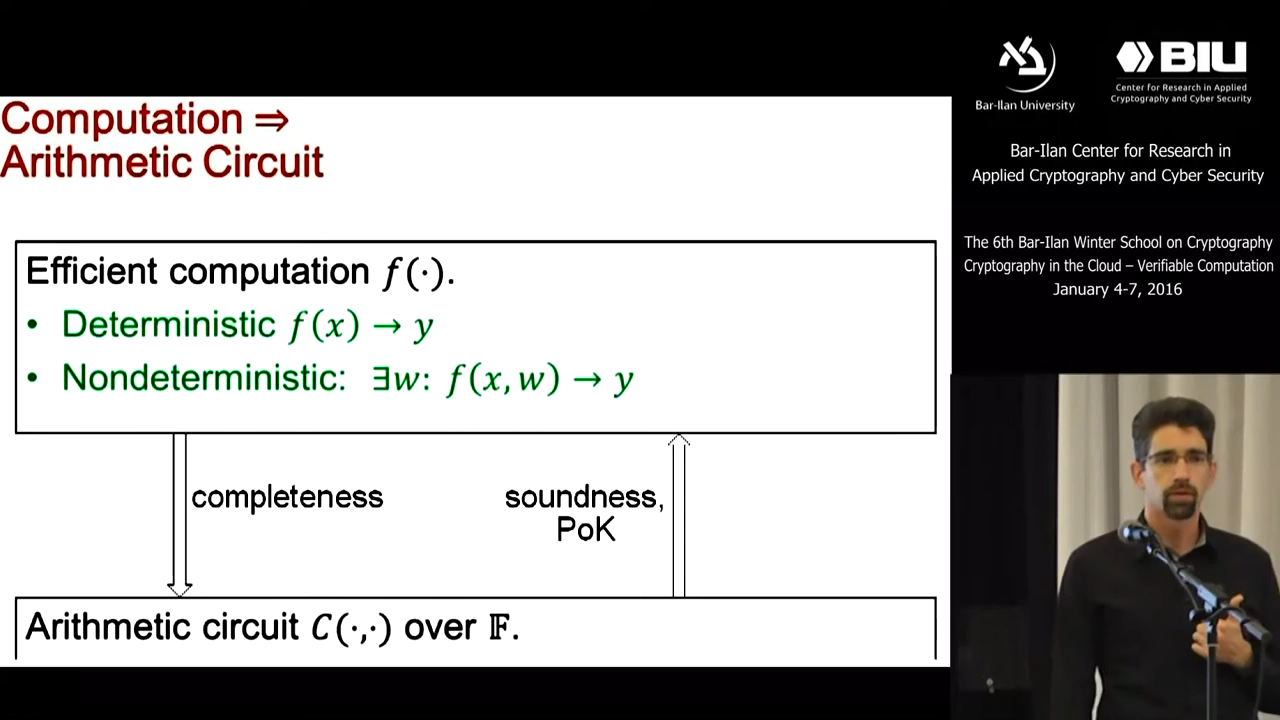 Computation ⇒
Arithmetic Circuit
Efficient computation f(·).
• Deterministic f(x) → y
• Nondeterministic: ∃w: f(x, w) → y
completeness
soundness,
PoK
Arithmetic circuit C(·,·) over 𝔽.
Bar-Ilan University
BIU
Center for Research in Applied
Cryptography and Cyber Security
Bar-Ilan Center for Research in
Applied Cryptography and Cyber Security
The 6th Bar-Ilan Winter School on Cryptography
Cryptography in the Cloud – Verifiable Computation
January 4-7, 2016